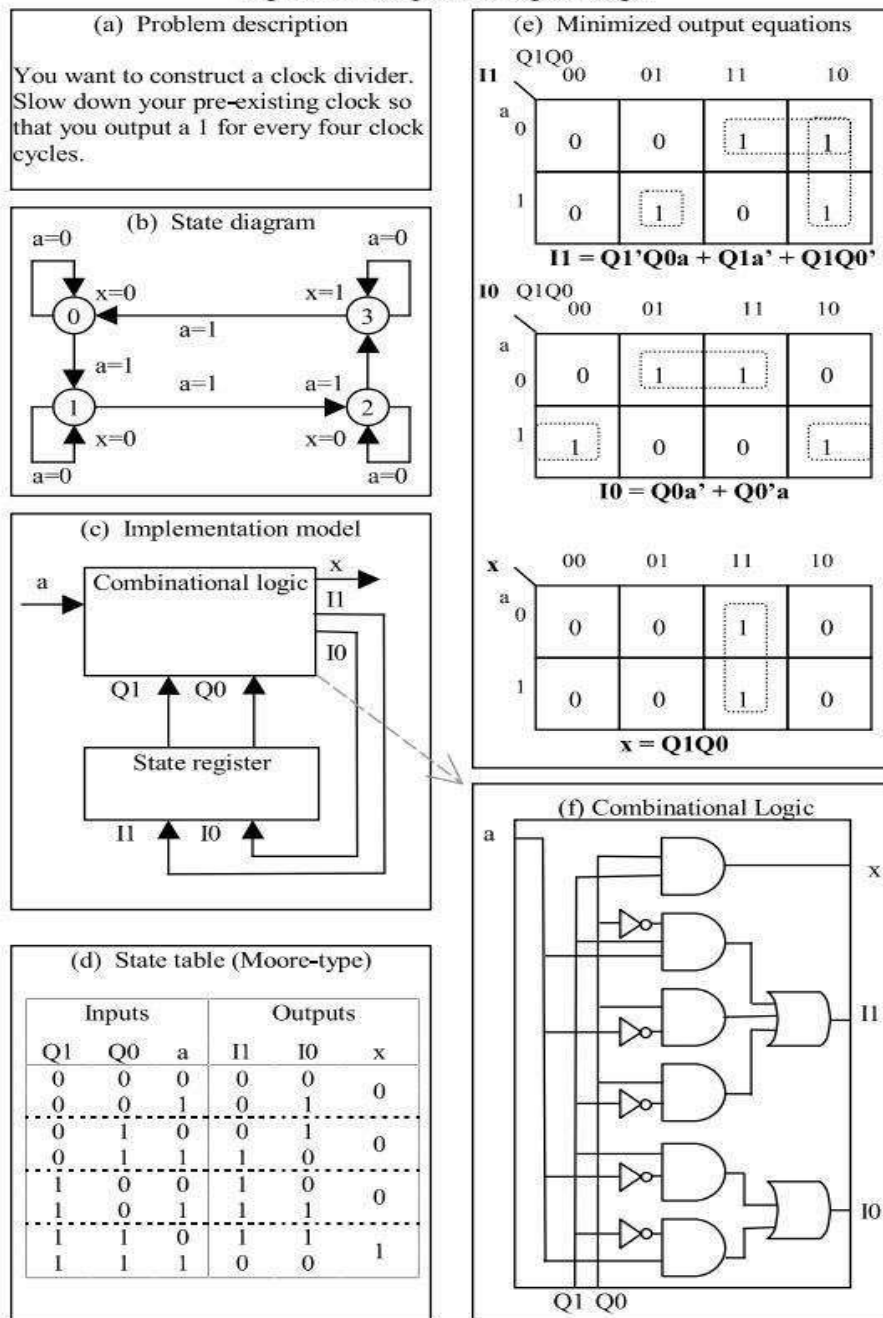 (a) Problem description
You want to construct a clock divider.
Slow down your pre-existing clock so
that you output a 1 for every four clock
cycles.
(b) State diagram
a=0 a=0
x=0 x=1
0 3
a=1
a=1 a=1 a=1
1 2
x=0 x=0
a=0 a=0
(c) Implementation model
a Combinational logic x
I1
I0
Q1 Q0
State register
I1 I0
(d) State table (Moore-type)
Inputs Outputs
Q1 Q0 a I1 I0 x
0 0 0 0 0
0
0 0 1 0 1
0 1 0 0 1
0
0 1 1 1 0
1 0 0 1 0
0
1 0 1 1 1
1 1 0 1 1
1
1 1 1 0 0
(e) Minimized output equations
Q1Q0
I1 00 01 11 10
a
0 0 0 1 1
1 0 1 0 1
I1 = Q1’Q0a + Q1a’ + Q1Q0’
I0 Q1Q0
00 01 11 10
a
0 0 1 1 0
1 1 0 0 1
I0 = Q0a’ + Q0’a
x 00 01 11 10
a
0 0 0 1 0
1 0 0 1 0
x = Q1Q0
(f) Combinational Logic
a
x
I1
I0
Q1 Q0